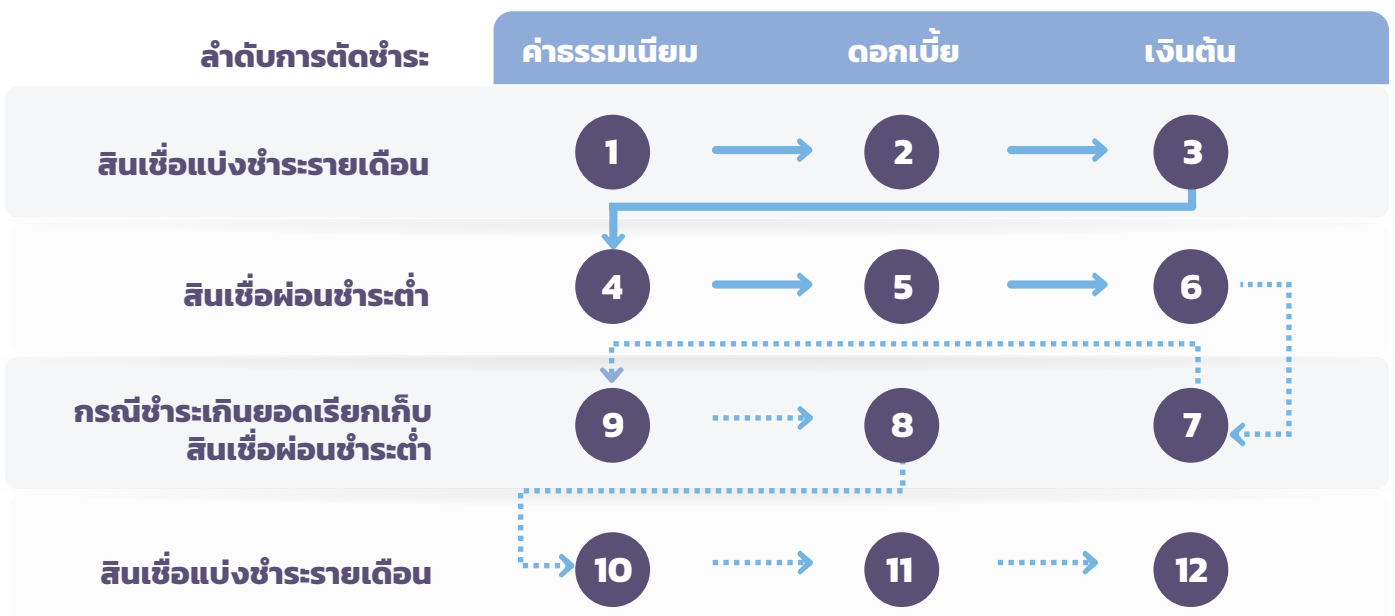 ลำดับการตัดชำระ ค่าธรรมเนียม ดอกเบี้ย เงินต้น
สินเชื่อแบ่งชำระรายเดือน 1 2 3
สินเชื่อผ่อนชำระต่ำ 4 5 6
กรณีชำระเกินยอดเรียกเก็บ
สินเชื่อผ่อนชำระต่ำ 9 8 7
สินเชื่อแบ่งชำระรายเดือน 10 11 12